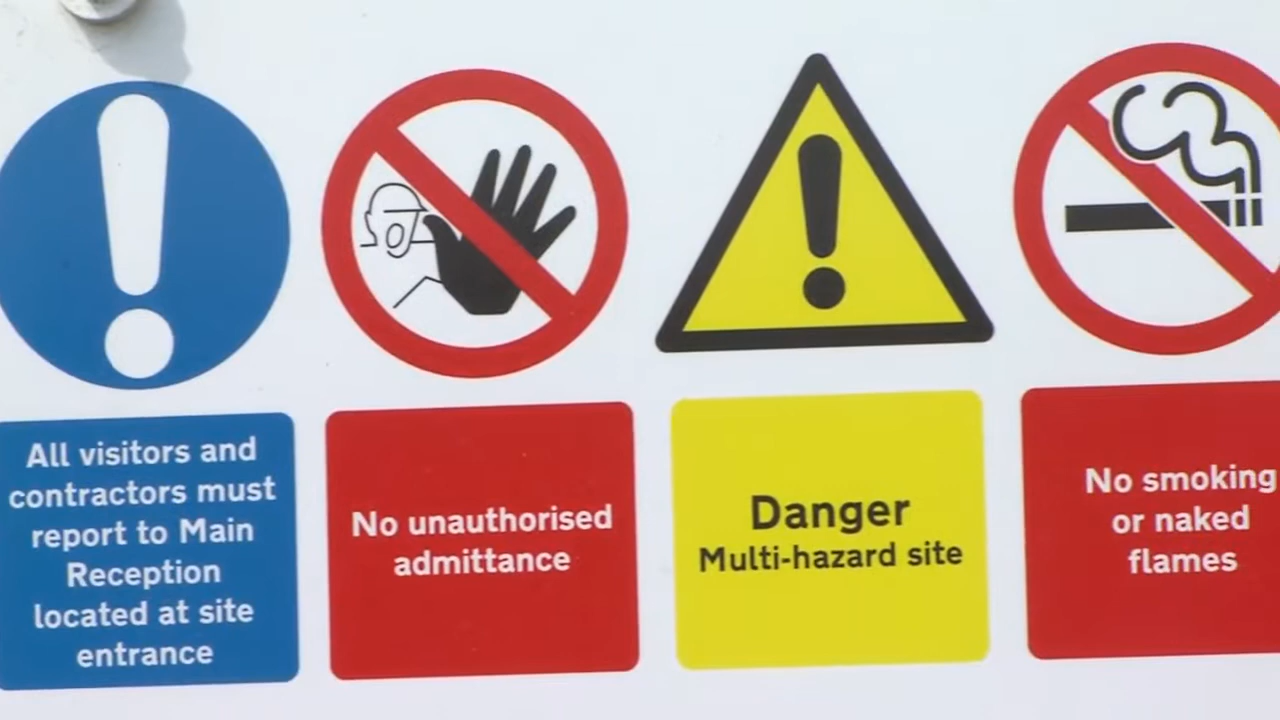 All visitors and
contractors must
report to Main
Reception
located at site
entrance
No unauthorised
admittance
Danger
Multi-hazard site
No smoking
or naked
flames